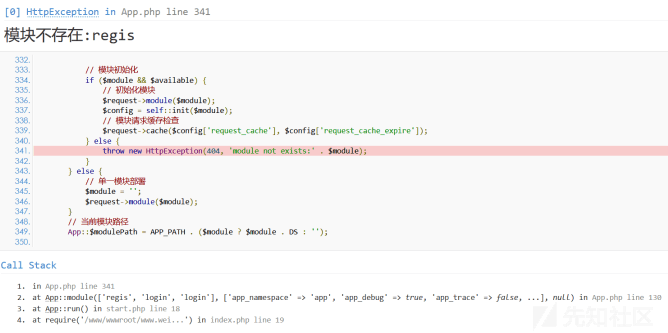 [0] HttpException in App.php line 341
模块不存在:regis
332.
333. // 模块初始化
334. if ($module && $available) {
335. // 初始化模块
336. $request->module($module);
337. $config = self::init($module);
338. // 模块请求缓存检查
339. $request->cache($config['request_cache'], $config['request_cache_expire']);
340. } else {
341. throw new HttpException(404, 'module not exists:' . $module);
342. }
343. } else {
344. // 单一模块部署
345. $module = '';
346. $request->module($module);
347. }
348. // 当前模块路径
349. App::$modulePath = APP_PATH . ($module ? $module . DS : '');
350.
Call Stack
1. in App.php line 341
2. at App::module(['regis', 'login', 'login'], ['app_namespace' => 'app', 'app_debug' => true, 'app_trace' => false, ...], null) in App.php line 130
3. at App::run() in start.php line 18
4. at require('/www/wwwroot/www.wei...') in index.php line 19
先知社区